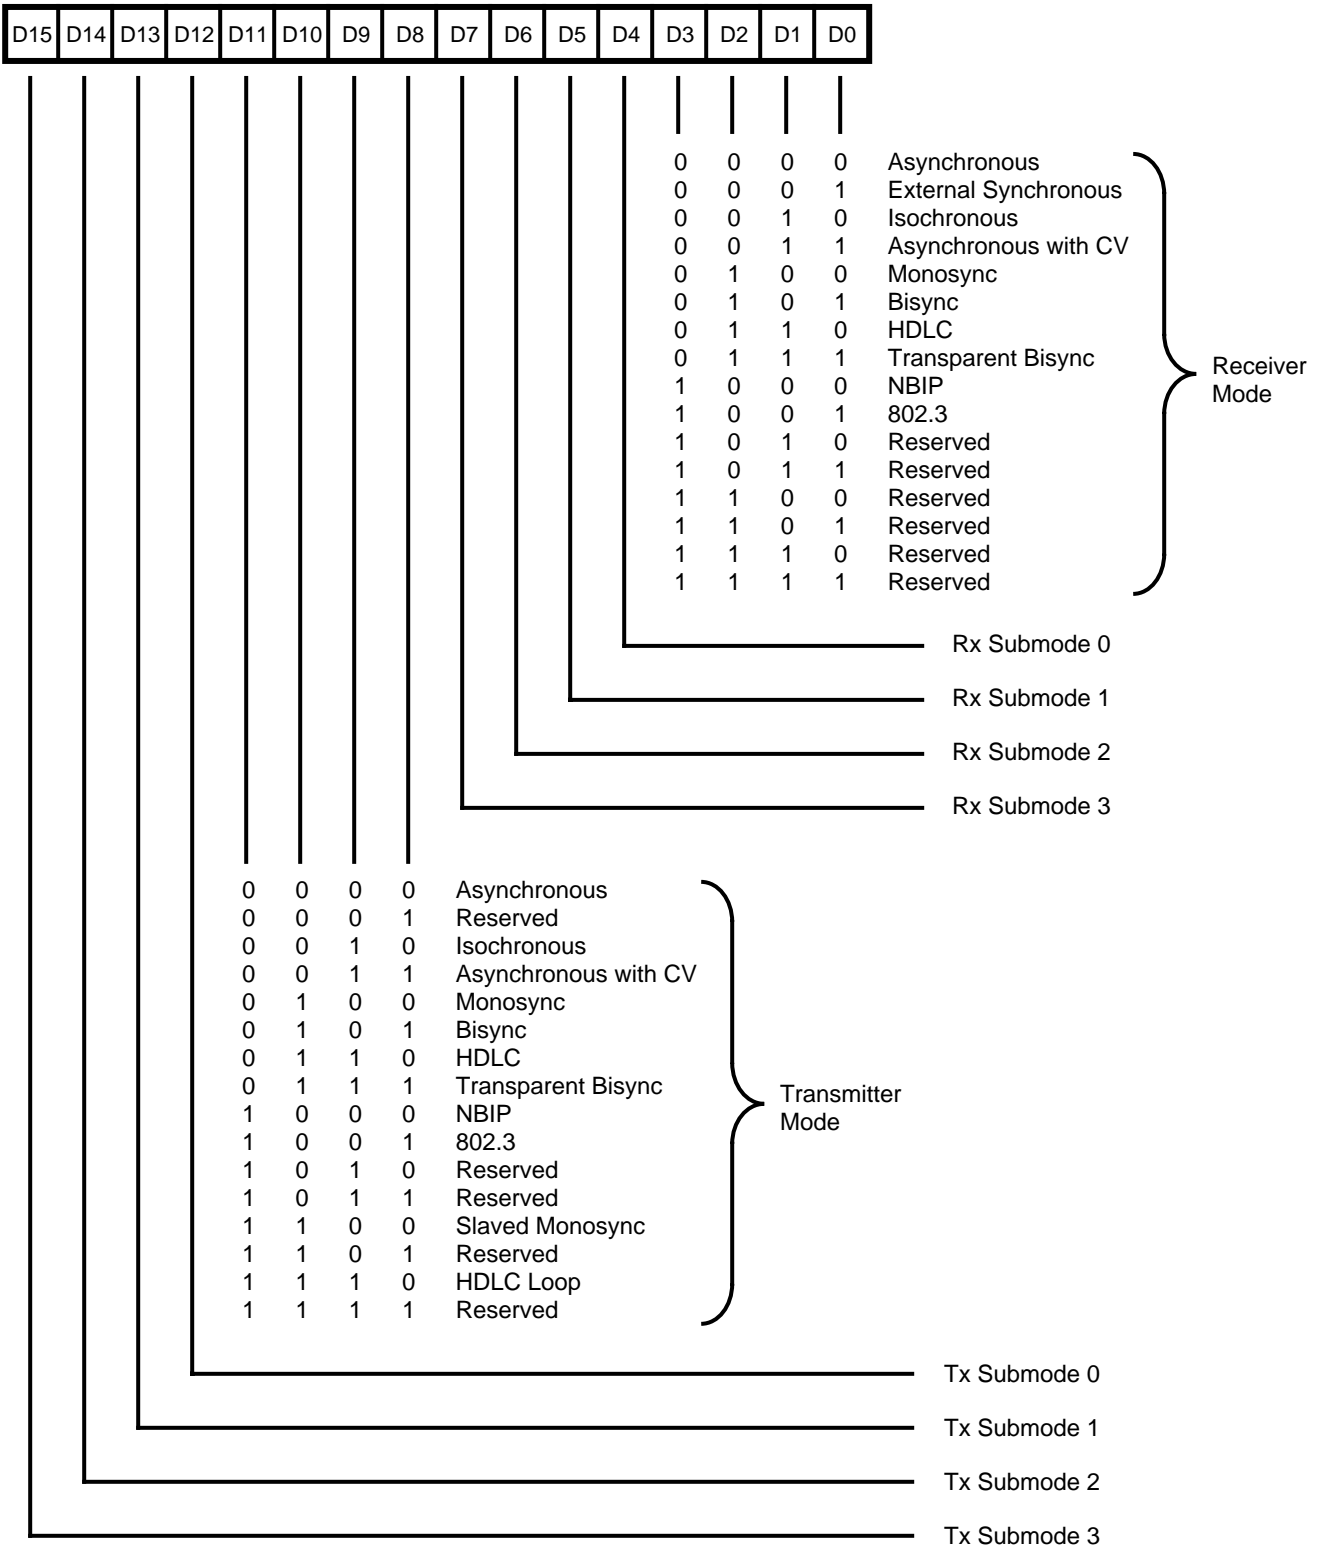 D15 D14 D13 D12 D11 D10 D9 D8 D7 D6 D5 D4 D3 D2 D1 D0
0 0 0 0 Asynchronous
0 0 0 1 External Synchronous
0 0 1 0 Isochronous
0 0 1 1 Asynchronous with CV
0 1 0 0 Monosync
0 1 0 1 Bisync
0 1 1 0 HDLC
0 1 1 1 Transparent Bisync
1 0 0 0 NBIP
1 0 0 1 802.3
1 0 1 0 Reserved
1 0 1 1 Reserved
1 1 0 0 Reserved
1 1 0 1 Reserved
1 1 1 0 Reserved
1 1 1 1 Reserved
Receiver
Mode
Rx Submode 0
Rx Submode 1
Rx Submode 2
Rx Submode 3
0 0 0 0 Asynchronous
0 0 0 1 Reserved
0 0 1 0 Isochronous
0 0 1 1 Asynchronous with CV
0 1 0 0 Monosync
0 1 0 1 Bisync
0 1 1 0 HDLC
0 1 1 1 Transparent Bisync
1 0 0 0 NBIP
1 0 0 1 802.3
1 0 1 0 Reserved
1 0 1 1 Reserved
1 1 0 0 Slaved Monosync
1 1 0 1 Reserved
1 1 1 0 HDLC Loop
1 1 1 1 Reserved
Transmitter
Mode
Tx Submode 0
Tx Submode 1
Tx Submode 2
Tx Submode 3